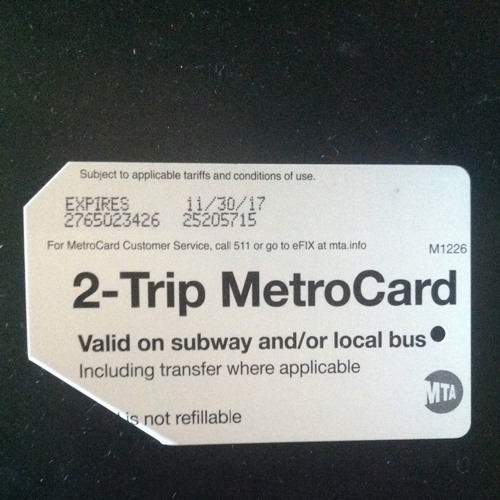 Subject to applicable tariffs and conditions of use.
EXPIRES 11/30/17
2765023426 25205715
For MetroCard Customer Service, call 511 or go to eFIX at mta.info
M1226
2-Trip MetroCard
Valid on subway and/or local bus
Including transfer where applicable
MTA
is not refillable